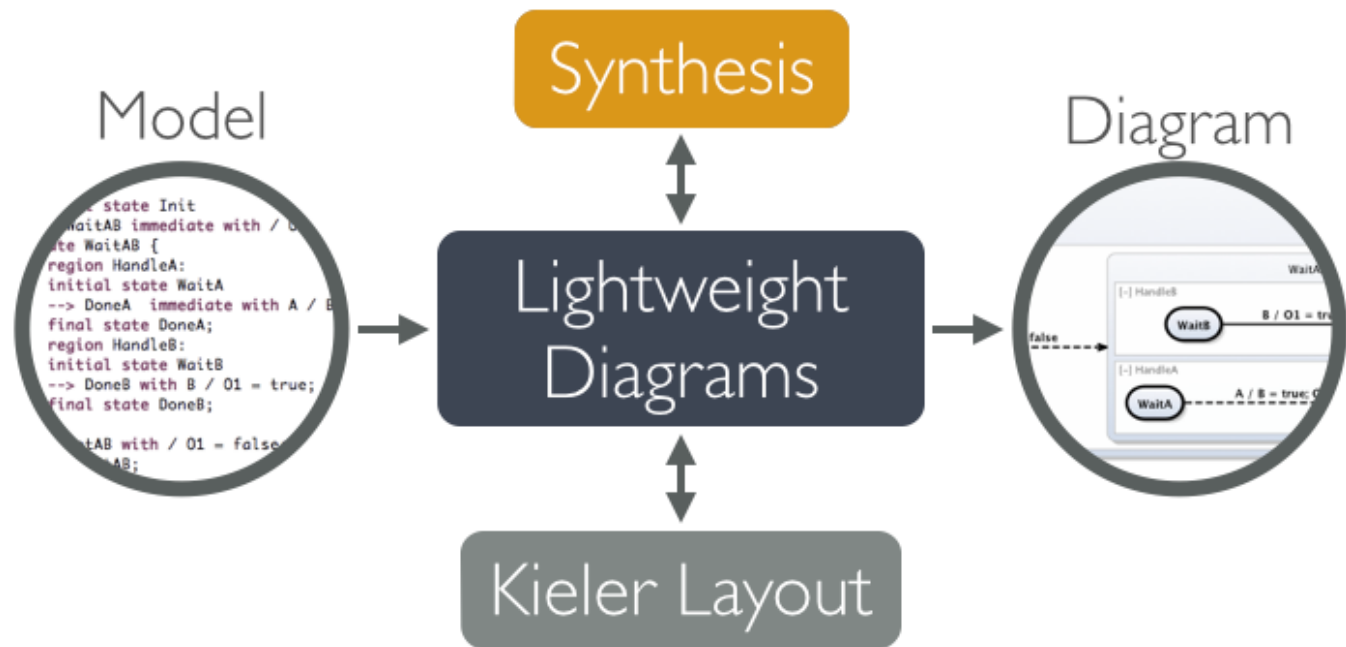 Synthesis
Model
Diagram
state Init
WaitAB immediate with /
WaitAB {
region HandleA:
initial state WaitA
--> DoneA immediate with A / B
final state DoneA;
region HandleB:
initial state WaitB
--> DoneB with B / O1 = true;
final state DoneB;
with / O1 = false
Lightweight
Diagrams
WaitA
[-] HandleB
WaitB
B / O1 =
false
[-] HandleA
WaitA
A / B = true;
Kieler Layout